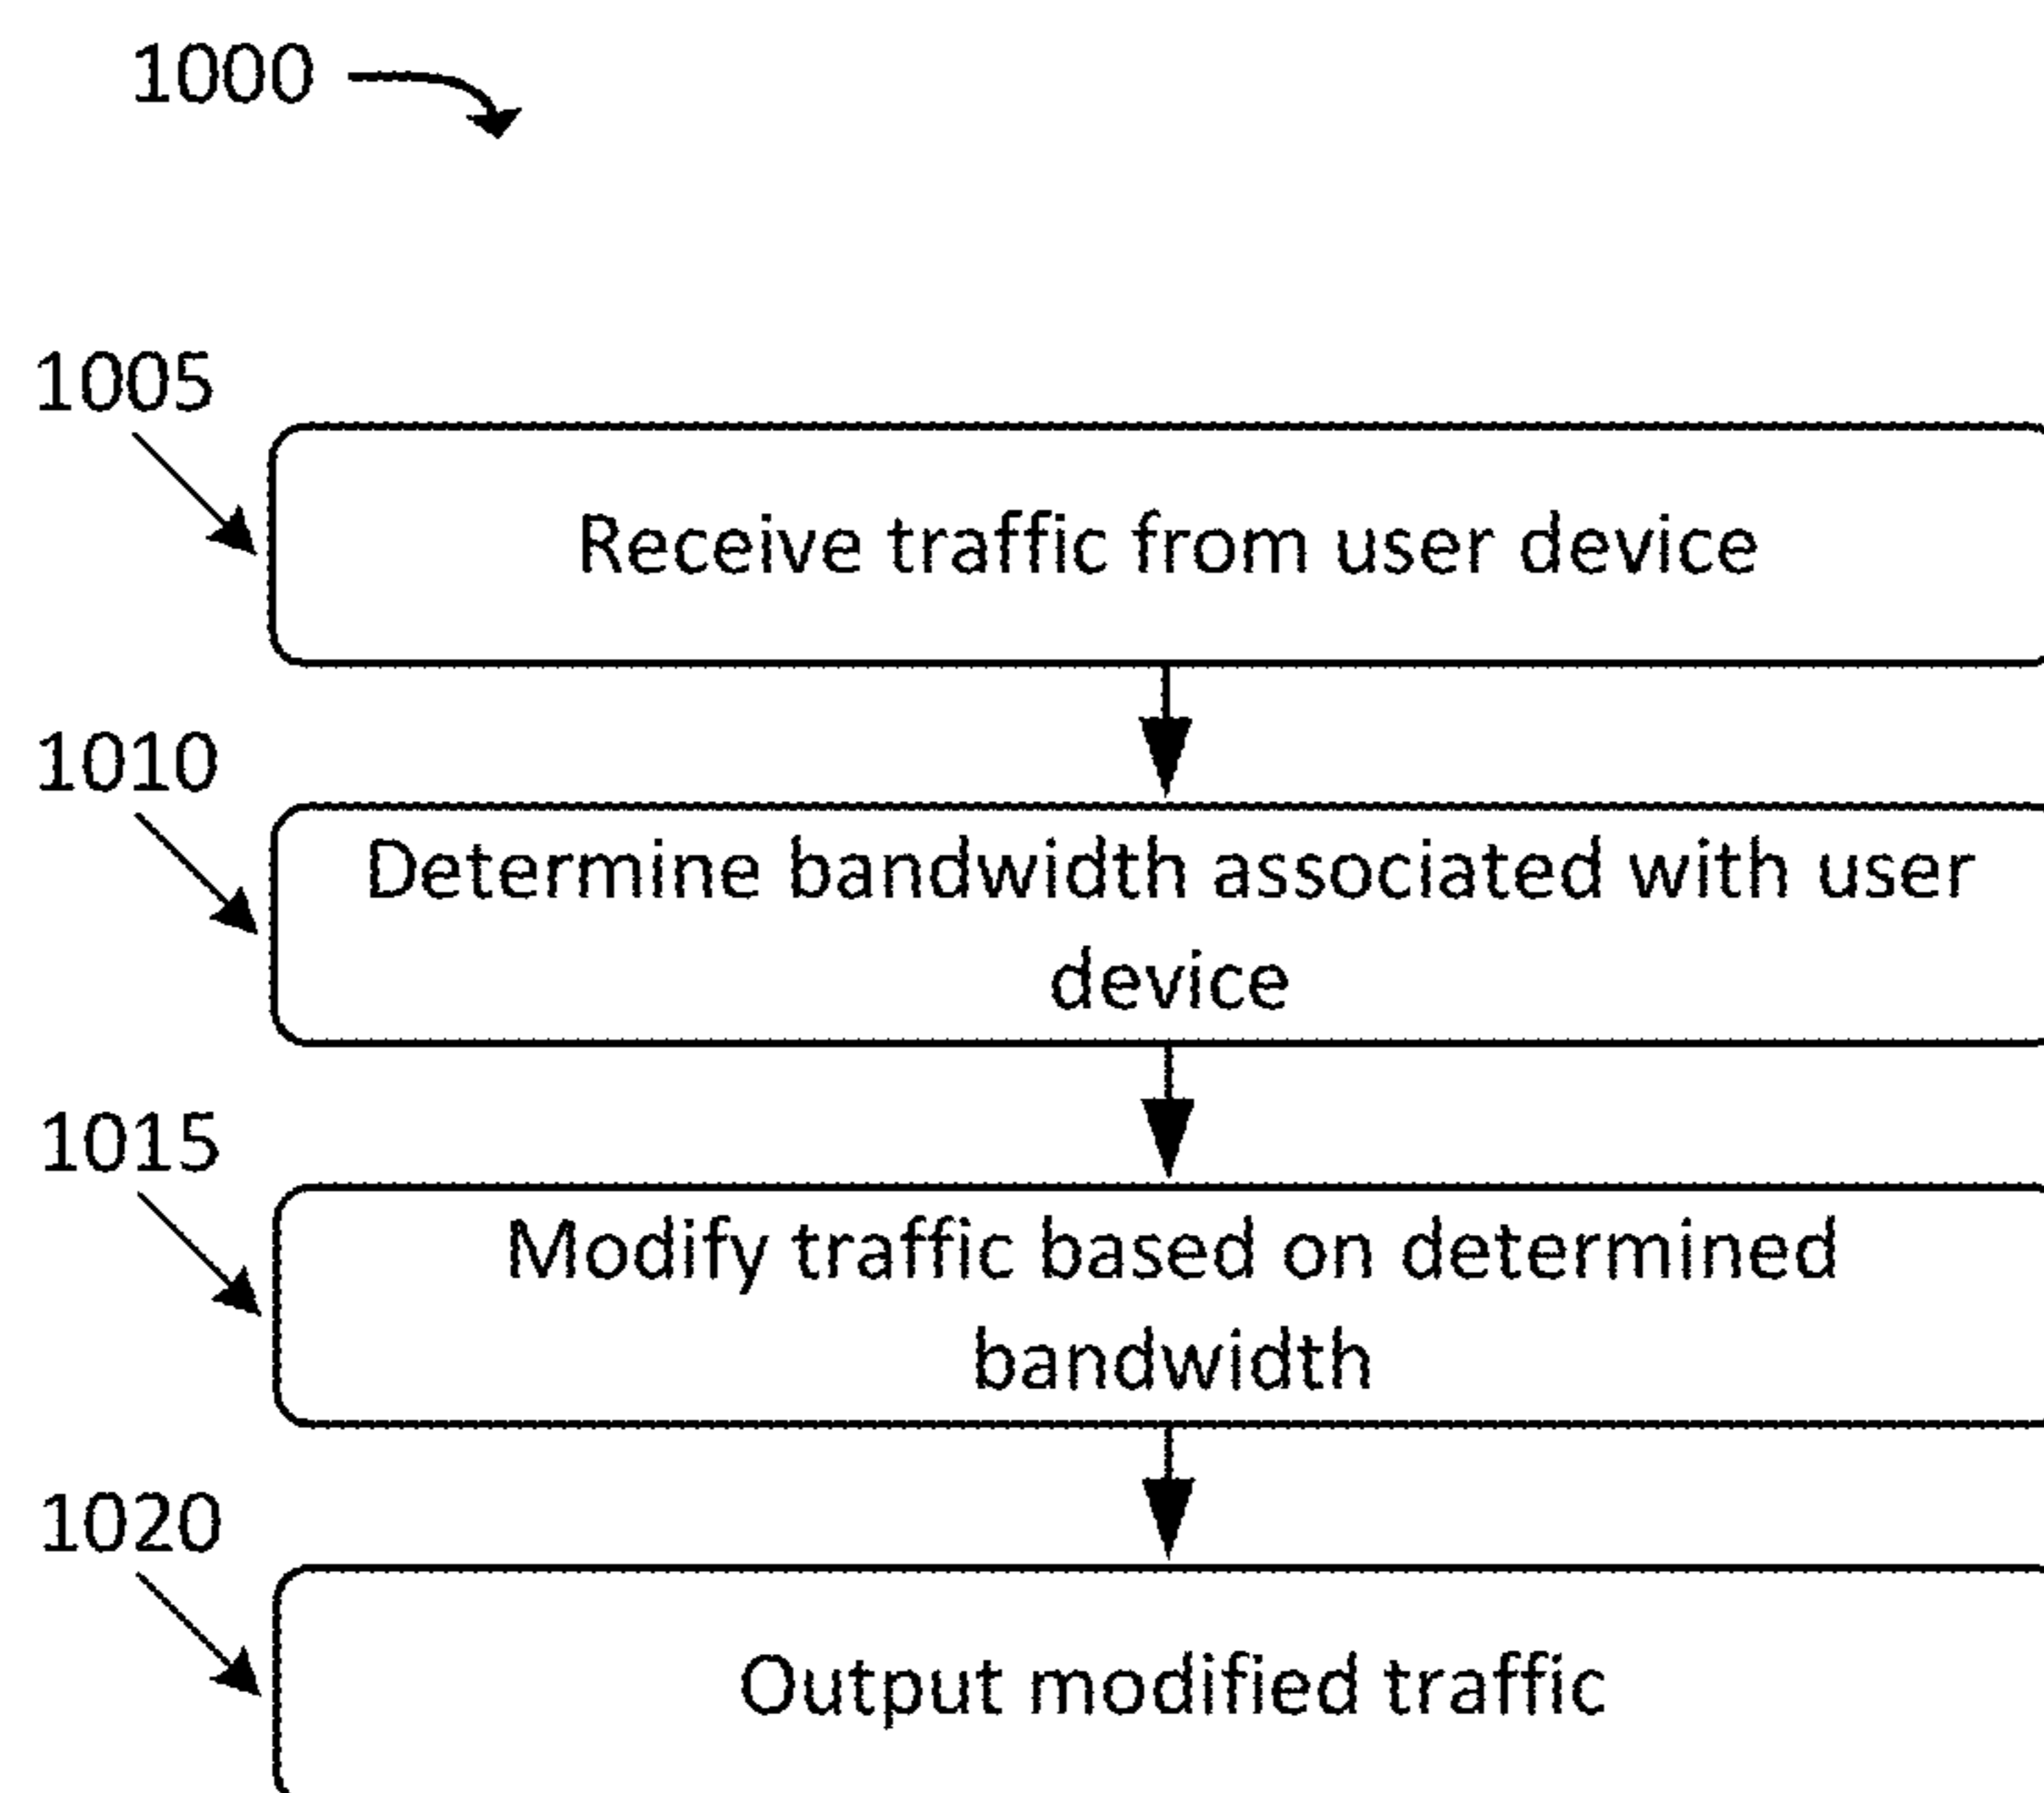 1000
1005
Receive traffic from user device
1010
Determine bandwidth associated with user
device
1015
Modify traffic based on determined
bandwidth
1020
Output modified traffic